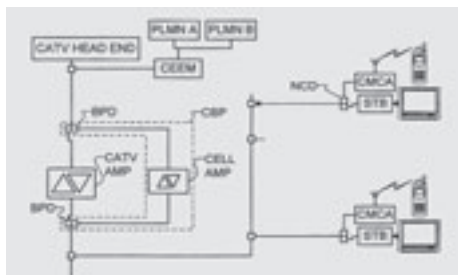 PLMN A
PLMN B
CATV HEAD END
CEEM
BPD
CBP
CATV
AMP
CELL
AMP
BPD
NCD
CMCA
STB
CMCA
STB